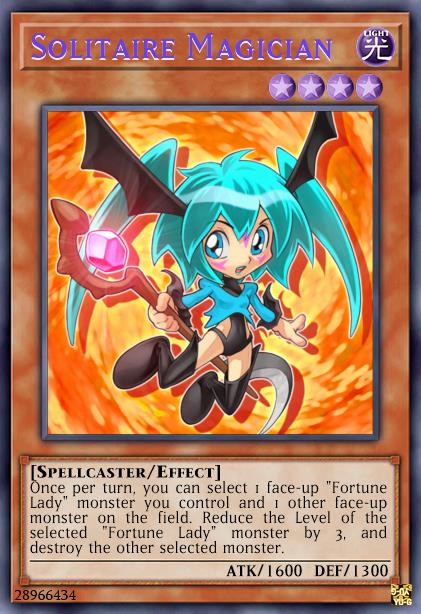 Solitaire Magician
LIGHT
光
[Spellcaster/Effect]
Once per turn, you can select 1 face-up "Fortune
Lady" monster you control and 1 other face-up
monster on the field. Reduce the Level of the
selected "Fortune Lady" monster by 3, and
destroy the other selected monster.
ATK/1600 DEF/1300
28966434